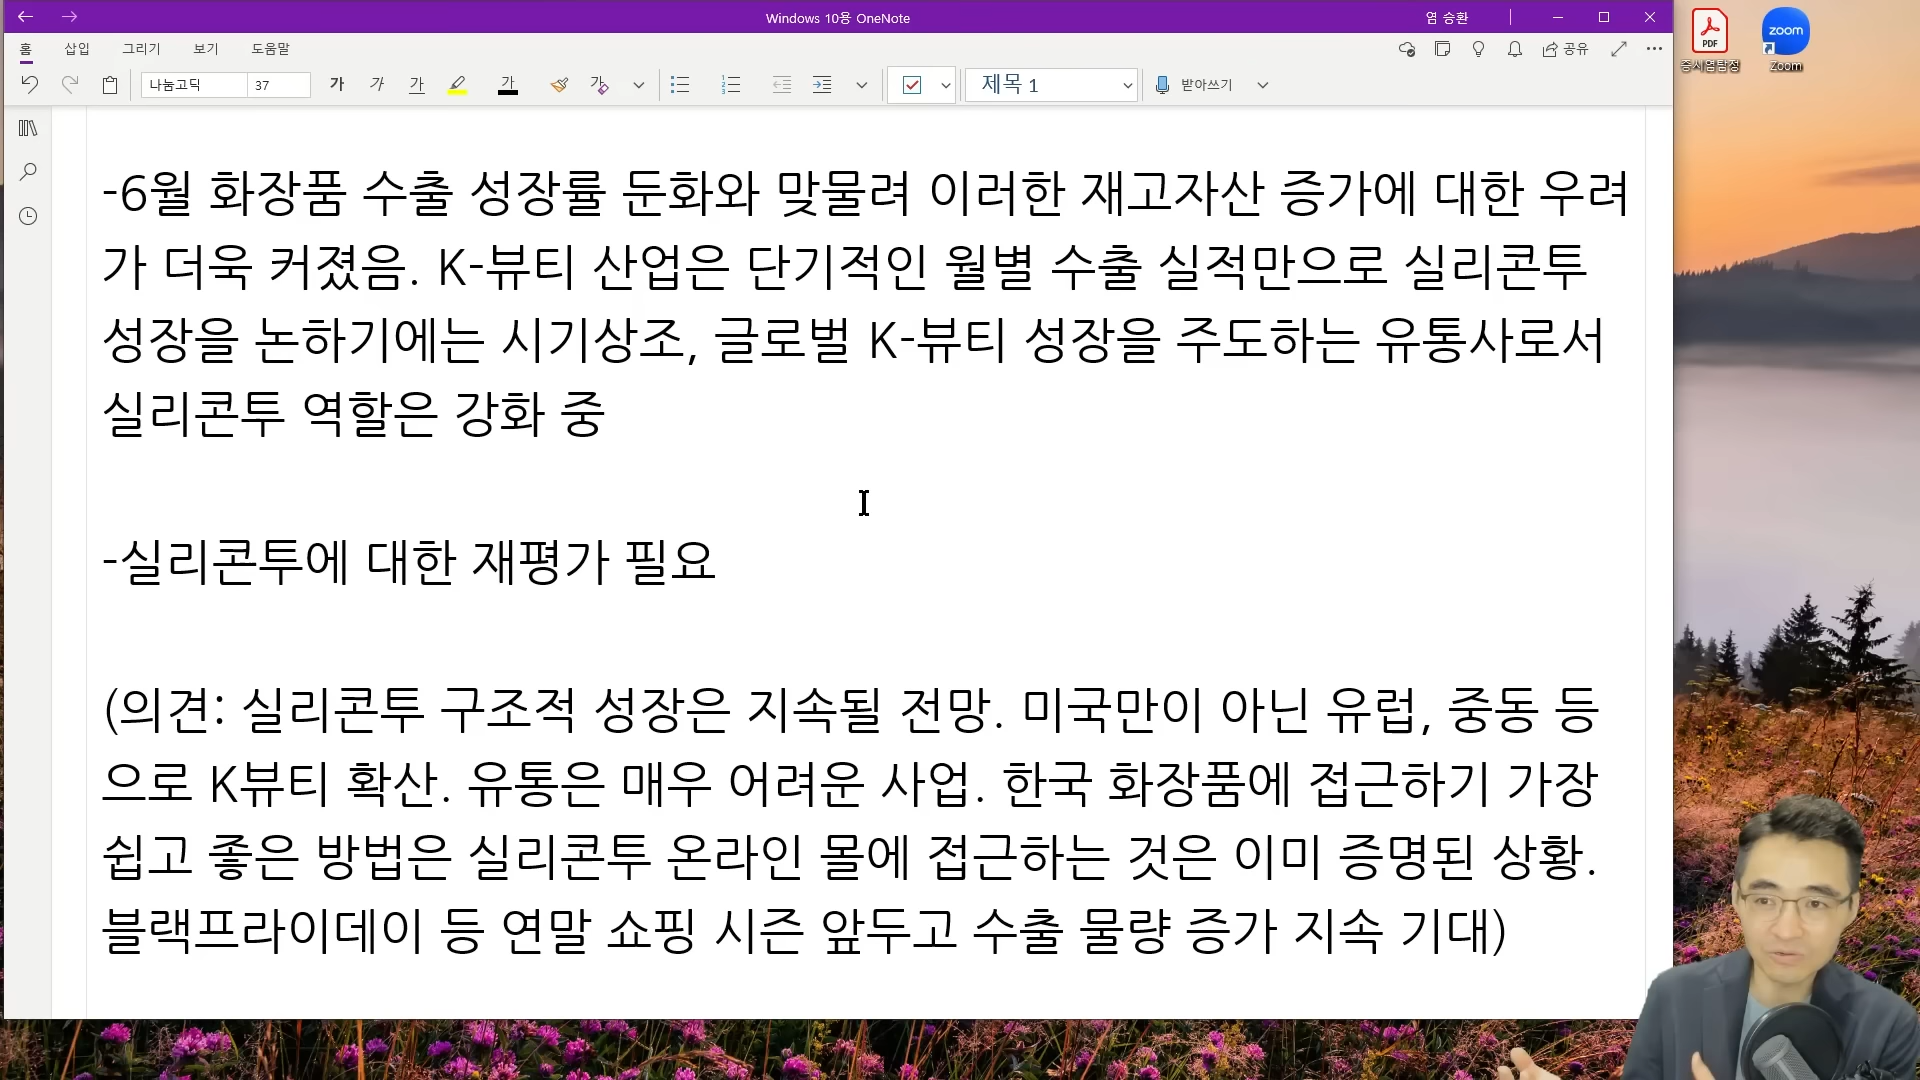 Windows 10용 OneNote
염 승환
홈 삽입 그리기 보기 도움말
공유
나눔고딕 37 가 가 가 가 가 제목 1 받아쓰기
PDF
zoom
Zoom
-6월 화장품 수출 성장률 둔화와 맞물려 이러한 재고자산 증가에 대한 우려
가 더욱 커졌음. K-뷰티 산업은 단기적인 월별 수출 실적만으로 실리콘투
성장을 논하기에는 시기상조, 글로벌 K-뷰티 성장을 주도하는 유통사로서
실리콘투 역할은 강화 중
-실리콘투에 대한 재평가 필요
(의견: 실리콘투 구조적 성장은 지속될 전망. 미국만이 아닌 유럽, 중동 등
으로 K뷰티 확산. 유통은 매우 어려운 사업. 한국 화장품에 접근하기 가장
쉽고 좋은 방법은 실리콘투 온라인 몰에 접근하는 것은 이미 증명된 상황.
블랙프라이데이 등 연말 쇼핑 시즌 앞두고 수출 물량 증가 지속 기대)